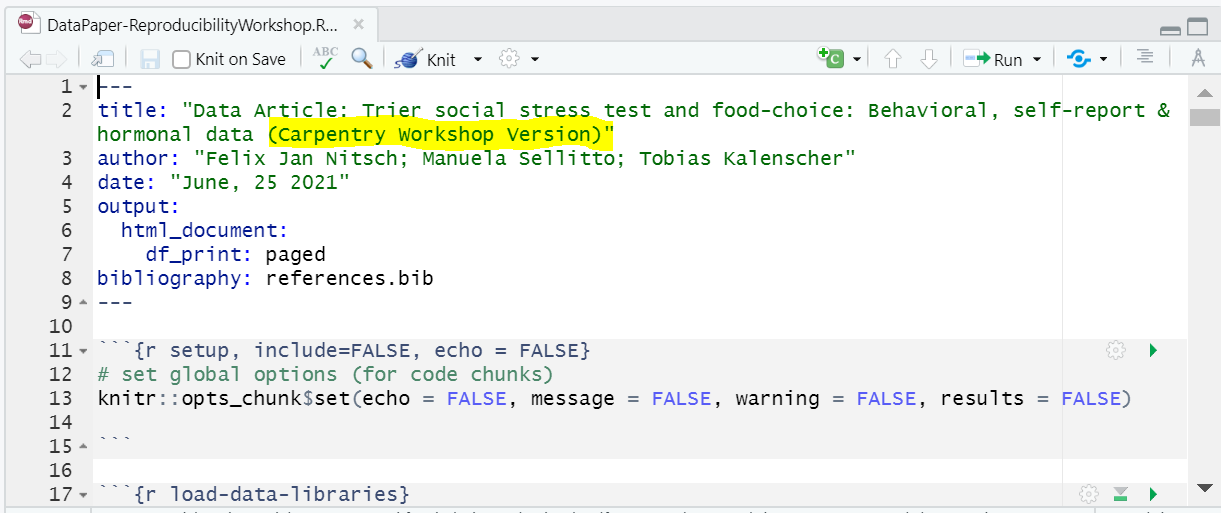 DataPaper-ReproducibilityWorkshop.R...
Knit on Save ABC Knit Run
1 ---
2 title: "Data Article: Trier social stress test and food-choice: Behavioral, self-report &
hormonal data (Carpentry Workshop Version)"
3 author: "Felix Jan Nitsch; Manuela Sellitto; Tobias Kalenscher"
4 date: "June, 25 2021"
5 output:
6   html_document:
7     df_print: paged
8 bibliography: references.bib
9 ---
10
11 ```{r setup, include=FALSE, echo = FALSE}
12 # set global options (for code chunks)
13 knitr::opts_chunk$set(echo = FALSE, message = FALSE, warning = FALSE, results = FALSE)
14
15 ```
16
17 ```{r load-data-libraries}